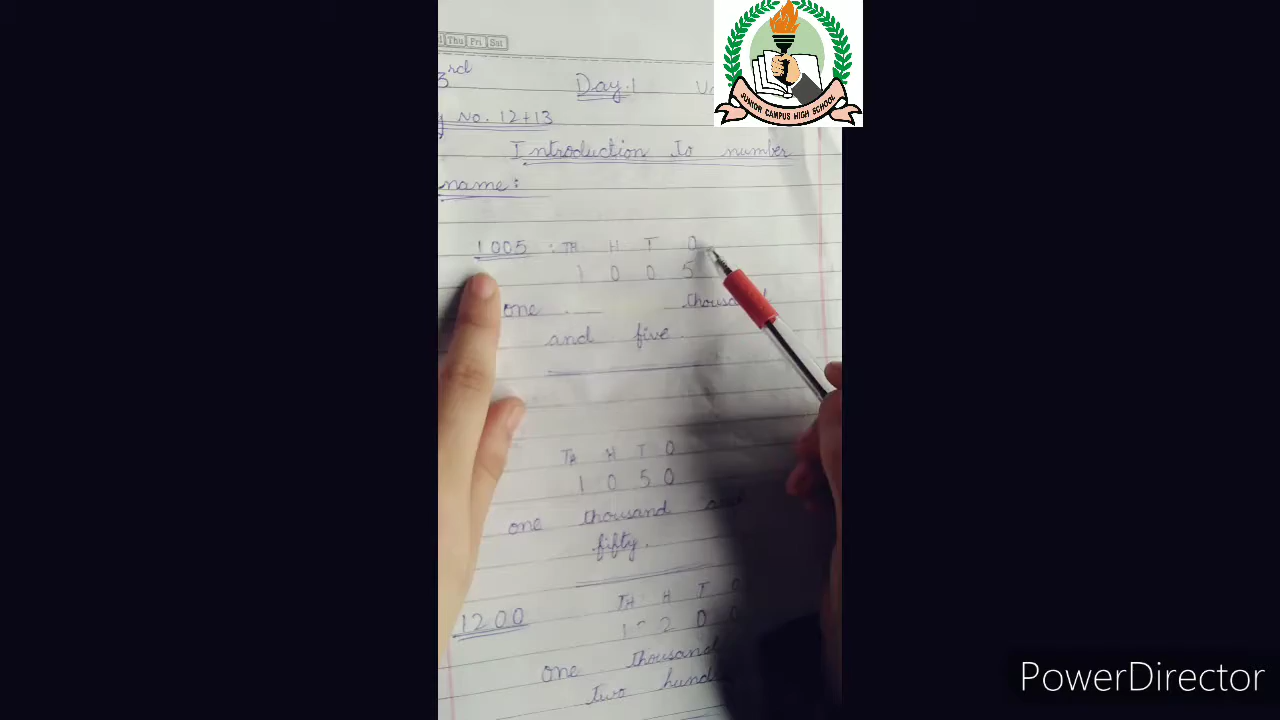 Thu Fri Sat
3rd Day.1
No. 12+13
Introduction to number
name:
1005 : TH H T O
1 0 0 5
one thousand
and five.
TH H T O
1 0 5 0
one thousand
fifty.
1200 TH H T
1 2 0
one thousand
two
JUNIOR CAMPUS HIGH SCHOOL
PowerDirector